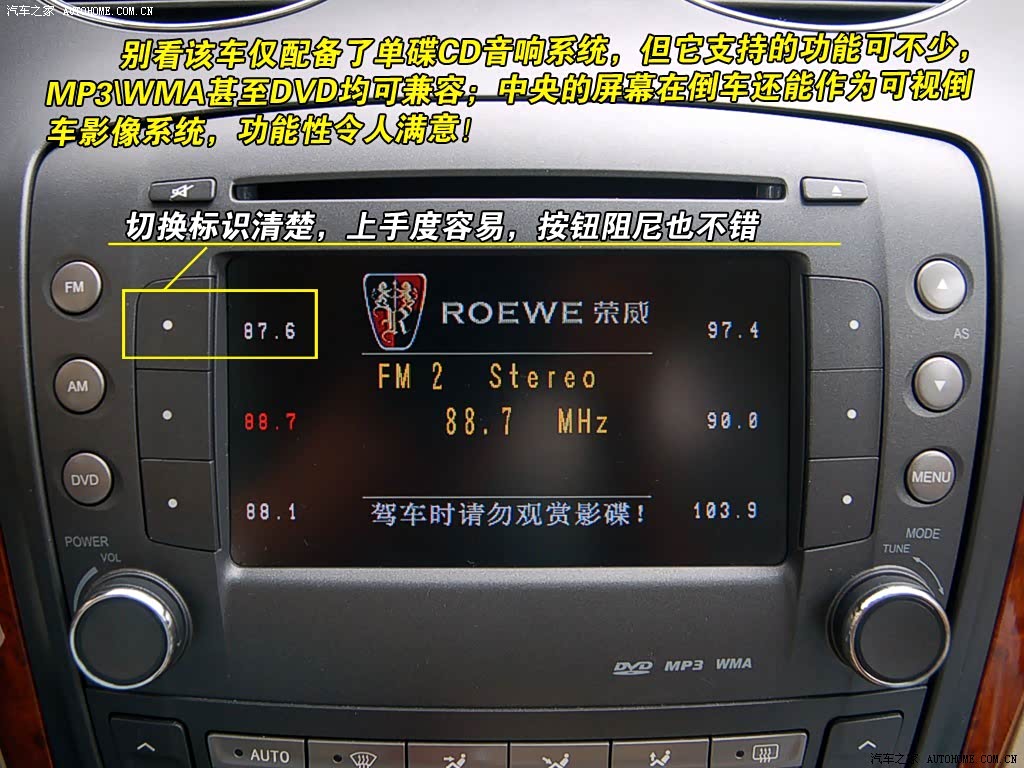 汽车之家 AUTOHOME.COM.CN
别看该车仅配备了单碟CD音响系统，但它支持的功能可不少，
MP3\WMA甚至DVD均可兼容；中央的屏幕在倒车还能作为可视倒
车影像系统，功能性令人满意！
切换标识清楚，上手度容易，按钮阻尼也不错
FM
ROEWE 荣威
87.6
97.4
AS
FM 2 Stereo
AM
88.7
88.7 MHz
90.0
DVD
MENU
88.1
驾车时请勿观赏影碟！
103.9
POWER
VOL
MODE
TUNE
DVD MP3 WMA
AUTO
汽车之家 AUTOHOME.COM.CN